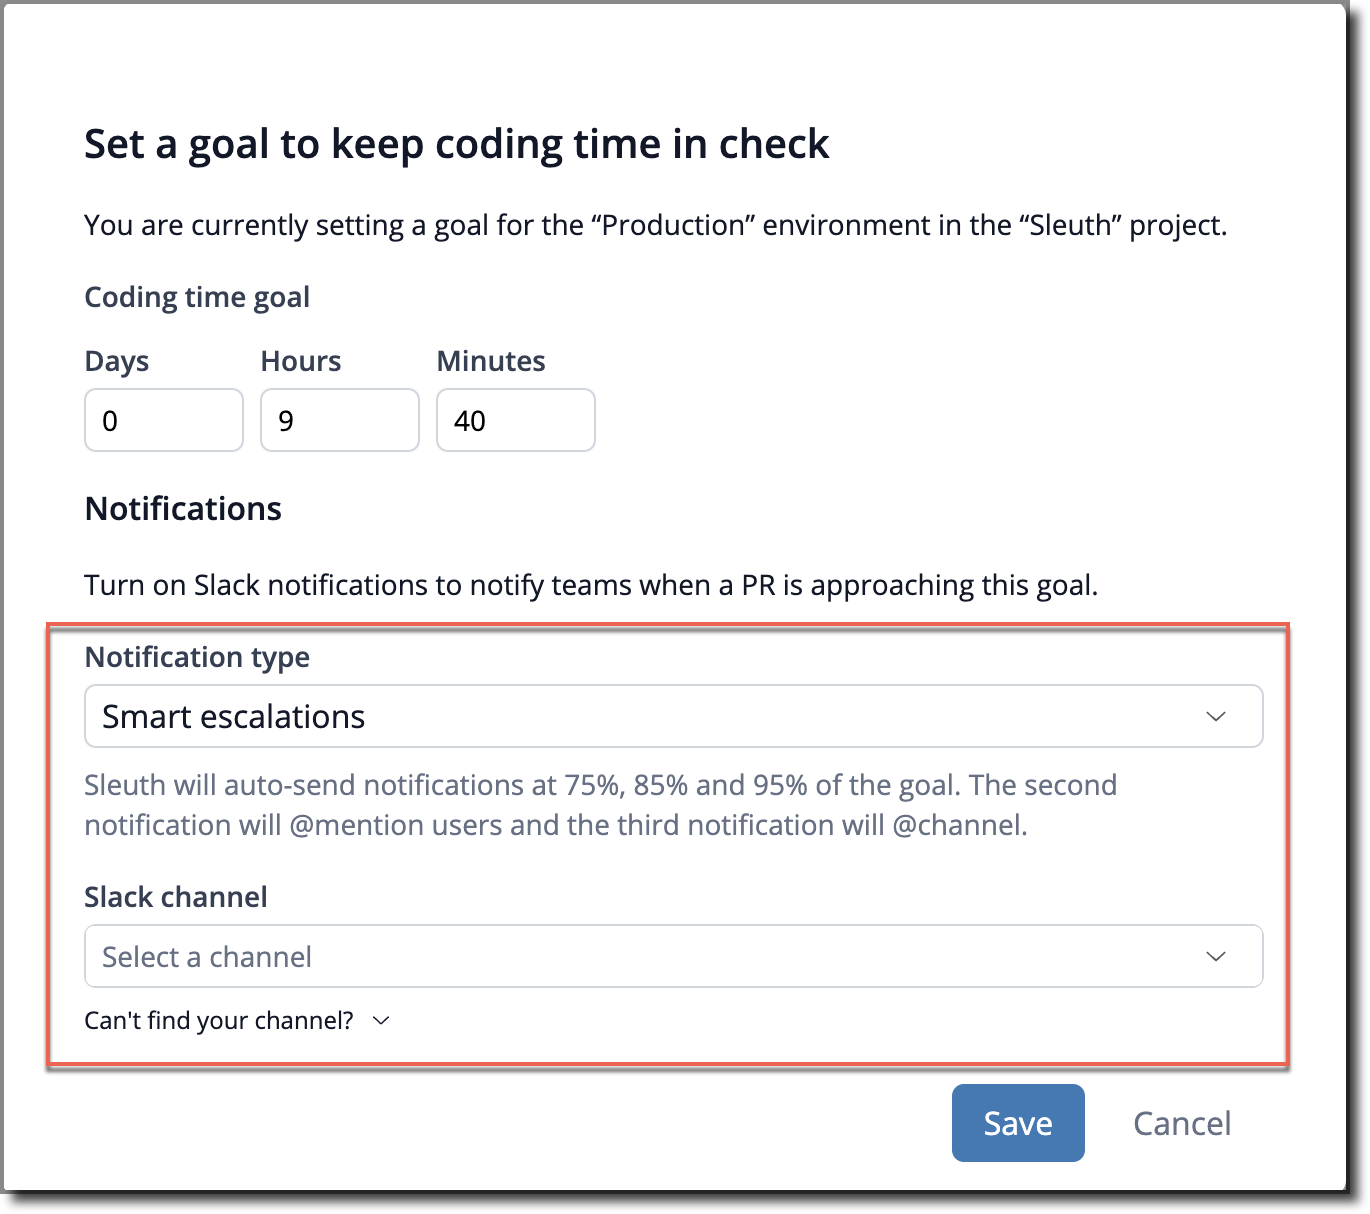 Set a goal to keep coding time in check
You are currently setting a goal for the “Production” environment in the “Sleuth” project.
Coding time goal
Days Hours Minutes
0 9 40
Notifications
Turn on Slack notifications to notify teams when a PR is approaching this goal.
Notification type
Smart escalations
Sleuth will auto-send notifications at 75%, 85% and 95% of the goal. The second
notification will @mention users and the third notification will @channel.
Slack channel
Select a channel
Can't find your channel?
Save Cancel